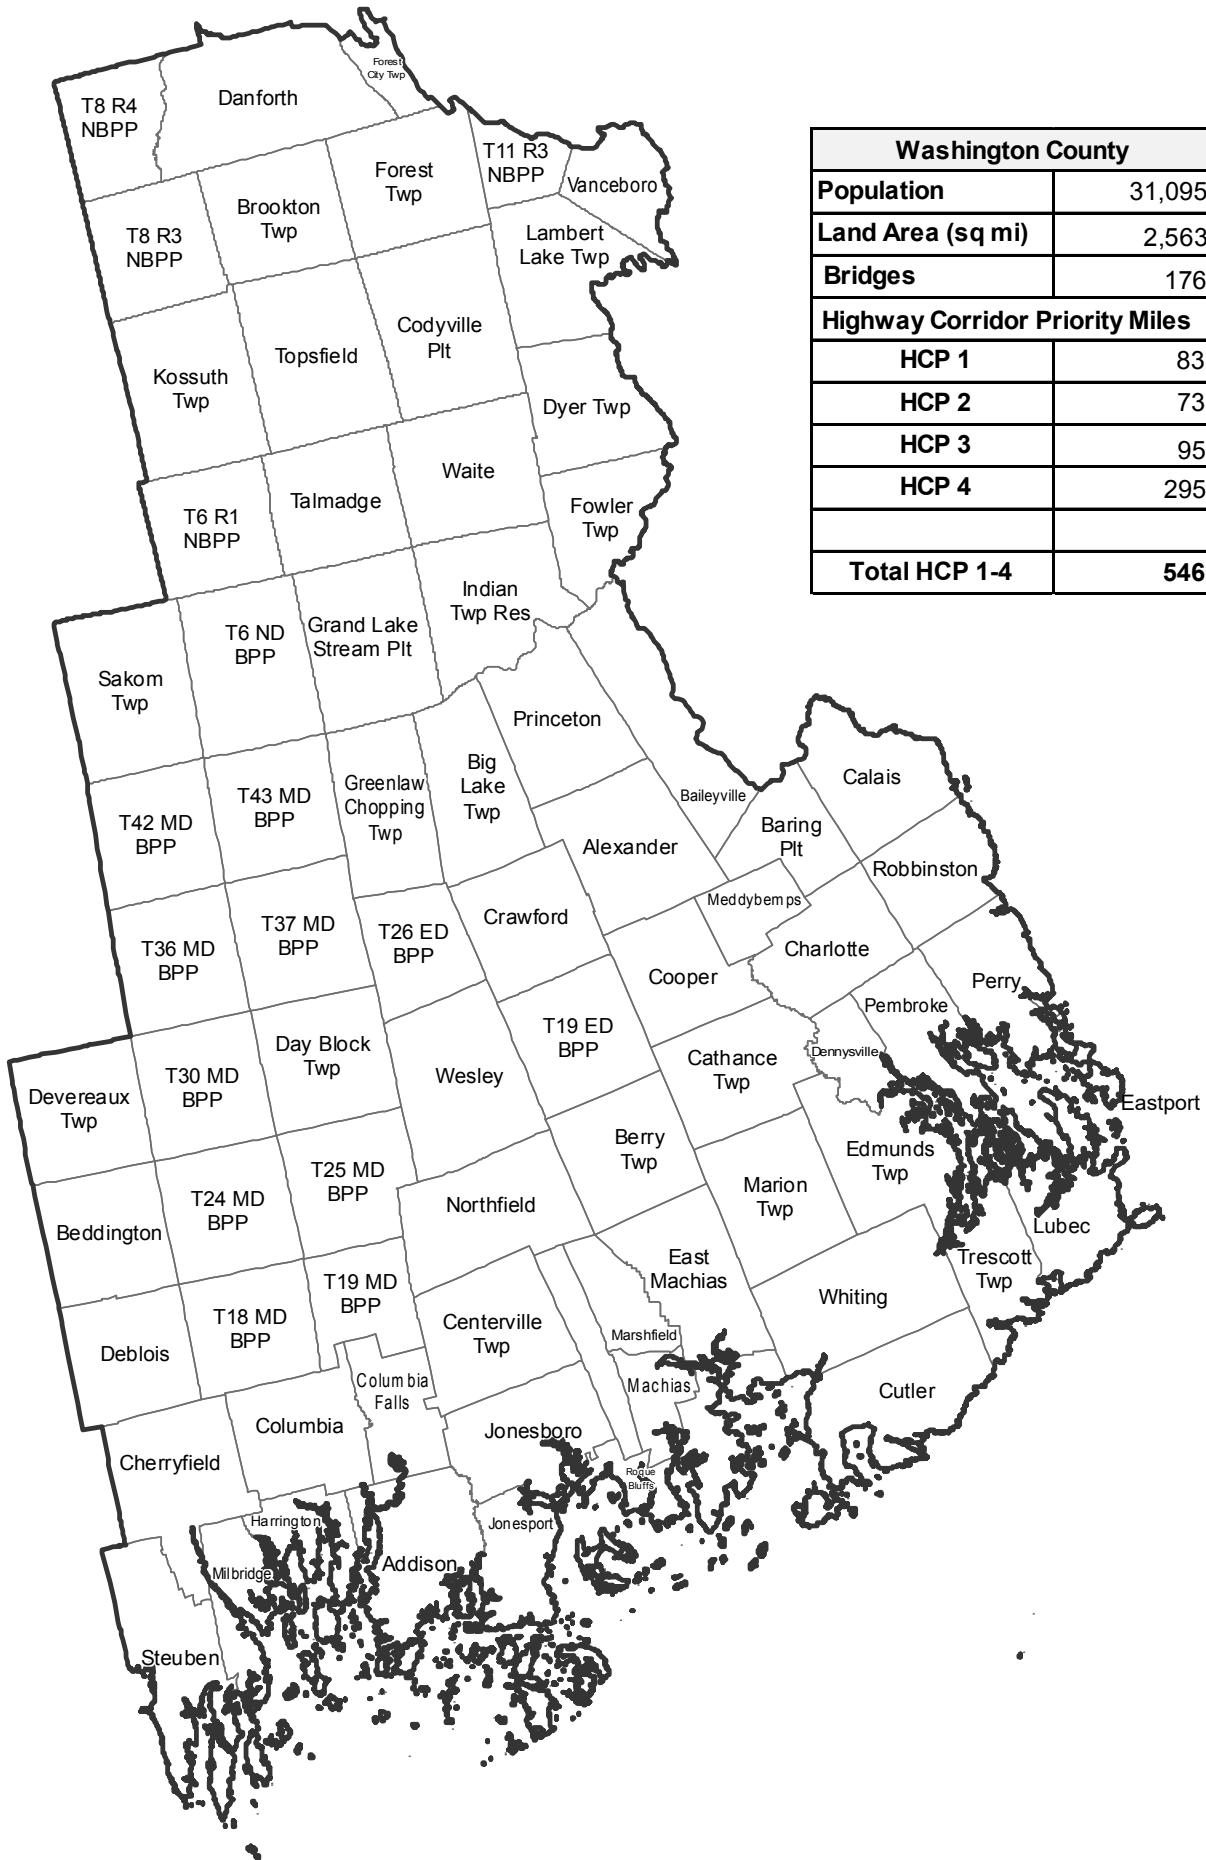 Forest
City Twp
Danforth
T8 R4
NBPP
T11 R3
NBPP
Vanceboro
Forest
Twp
Brookton
Twp
T8 R3
NBPP
Lambert
Lake Twp
Codyville
Plt
Topsfield
Kossuth
Twp
Dyer Twp
Waite
Talmadge
Fowler
Twp
T6 R1
NBPP
Indian
Twp Res
Grand Lake
Stream Plt
T6 ND
BPP
Sakom
Twp
Princeton
Big
Lake
Twp
Greenlaw
Chopping
Twp
T43 MD
BPP
T42 MD
BPP
Baileyville
Calais
Baring
Plt
Alexander
Robbinston
Meddybemps
Crawford
T26 ED
BPP
T37 MD
BPP
T36 MD
BPP
Charlotte
Cooper
Perry
Pembroke
Dennysville
T19 ED
BPP
Cathance
Twp
Wesley
Day Block
Twp
T30 MD
BPP
Devereaux
Twp
Eastport
Edmunds
Twp
Berry
Twp
Marion
Twp
T25 MD
BPP
T24 MD
BPP
Northfield
Beddington
Lubec
Trescott
Twp
East
Machias
Whiting
T19 MD
BPP
T18 MD
BPP
Centerville
Twp
Marshfield
Deblois
Machias
Cutler
Columbia
Falls
Columbia
Jonesboro
Cherryfield
Roque
Bluffs
Jonesport
Harrington
Addison
Milbridge
Steuben
Washington County
Population 31,095
Land Area (sq mi) 2,563
Bridges 176
Highway Corridor Priority Miles
HCP 1 83
HCP 2 73
HCP 3 95
HCP 4 295
Total HCP 1-4 546